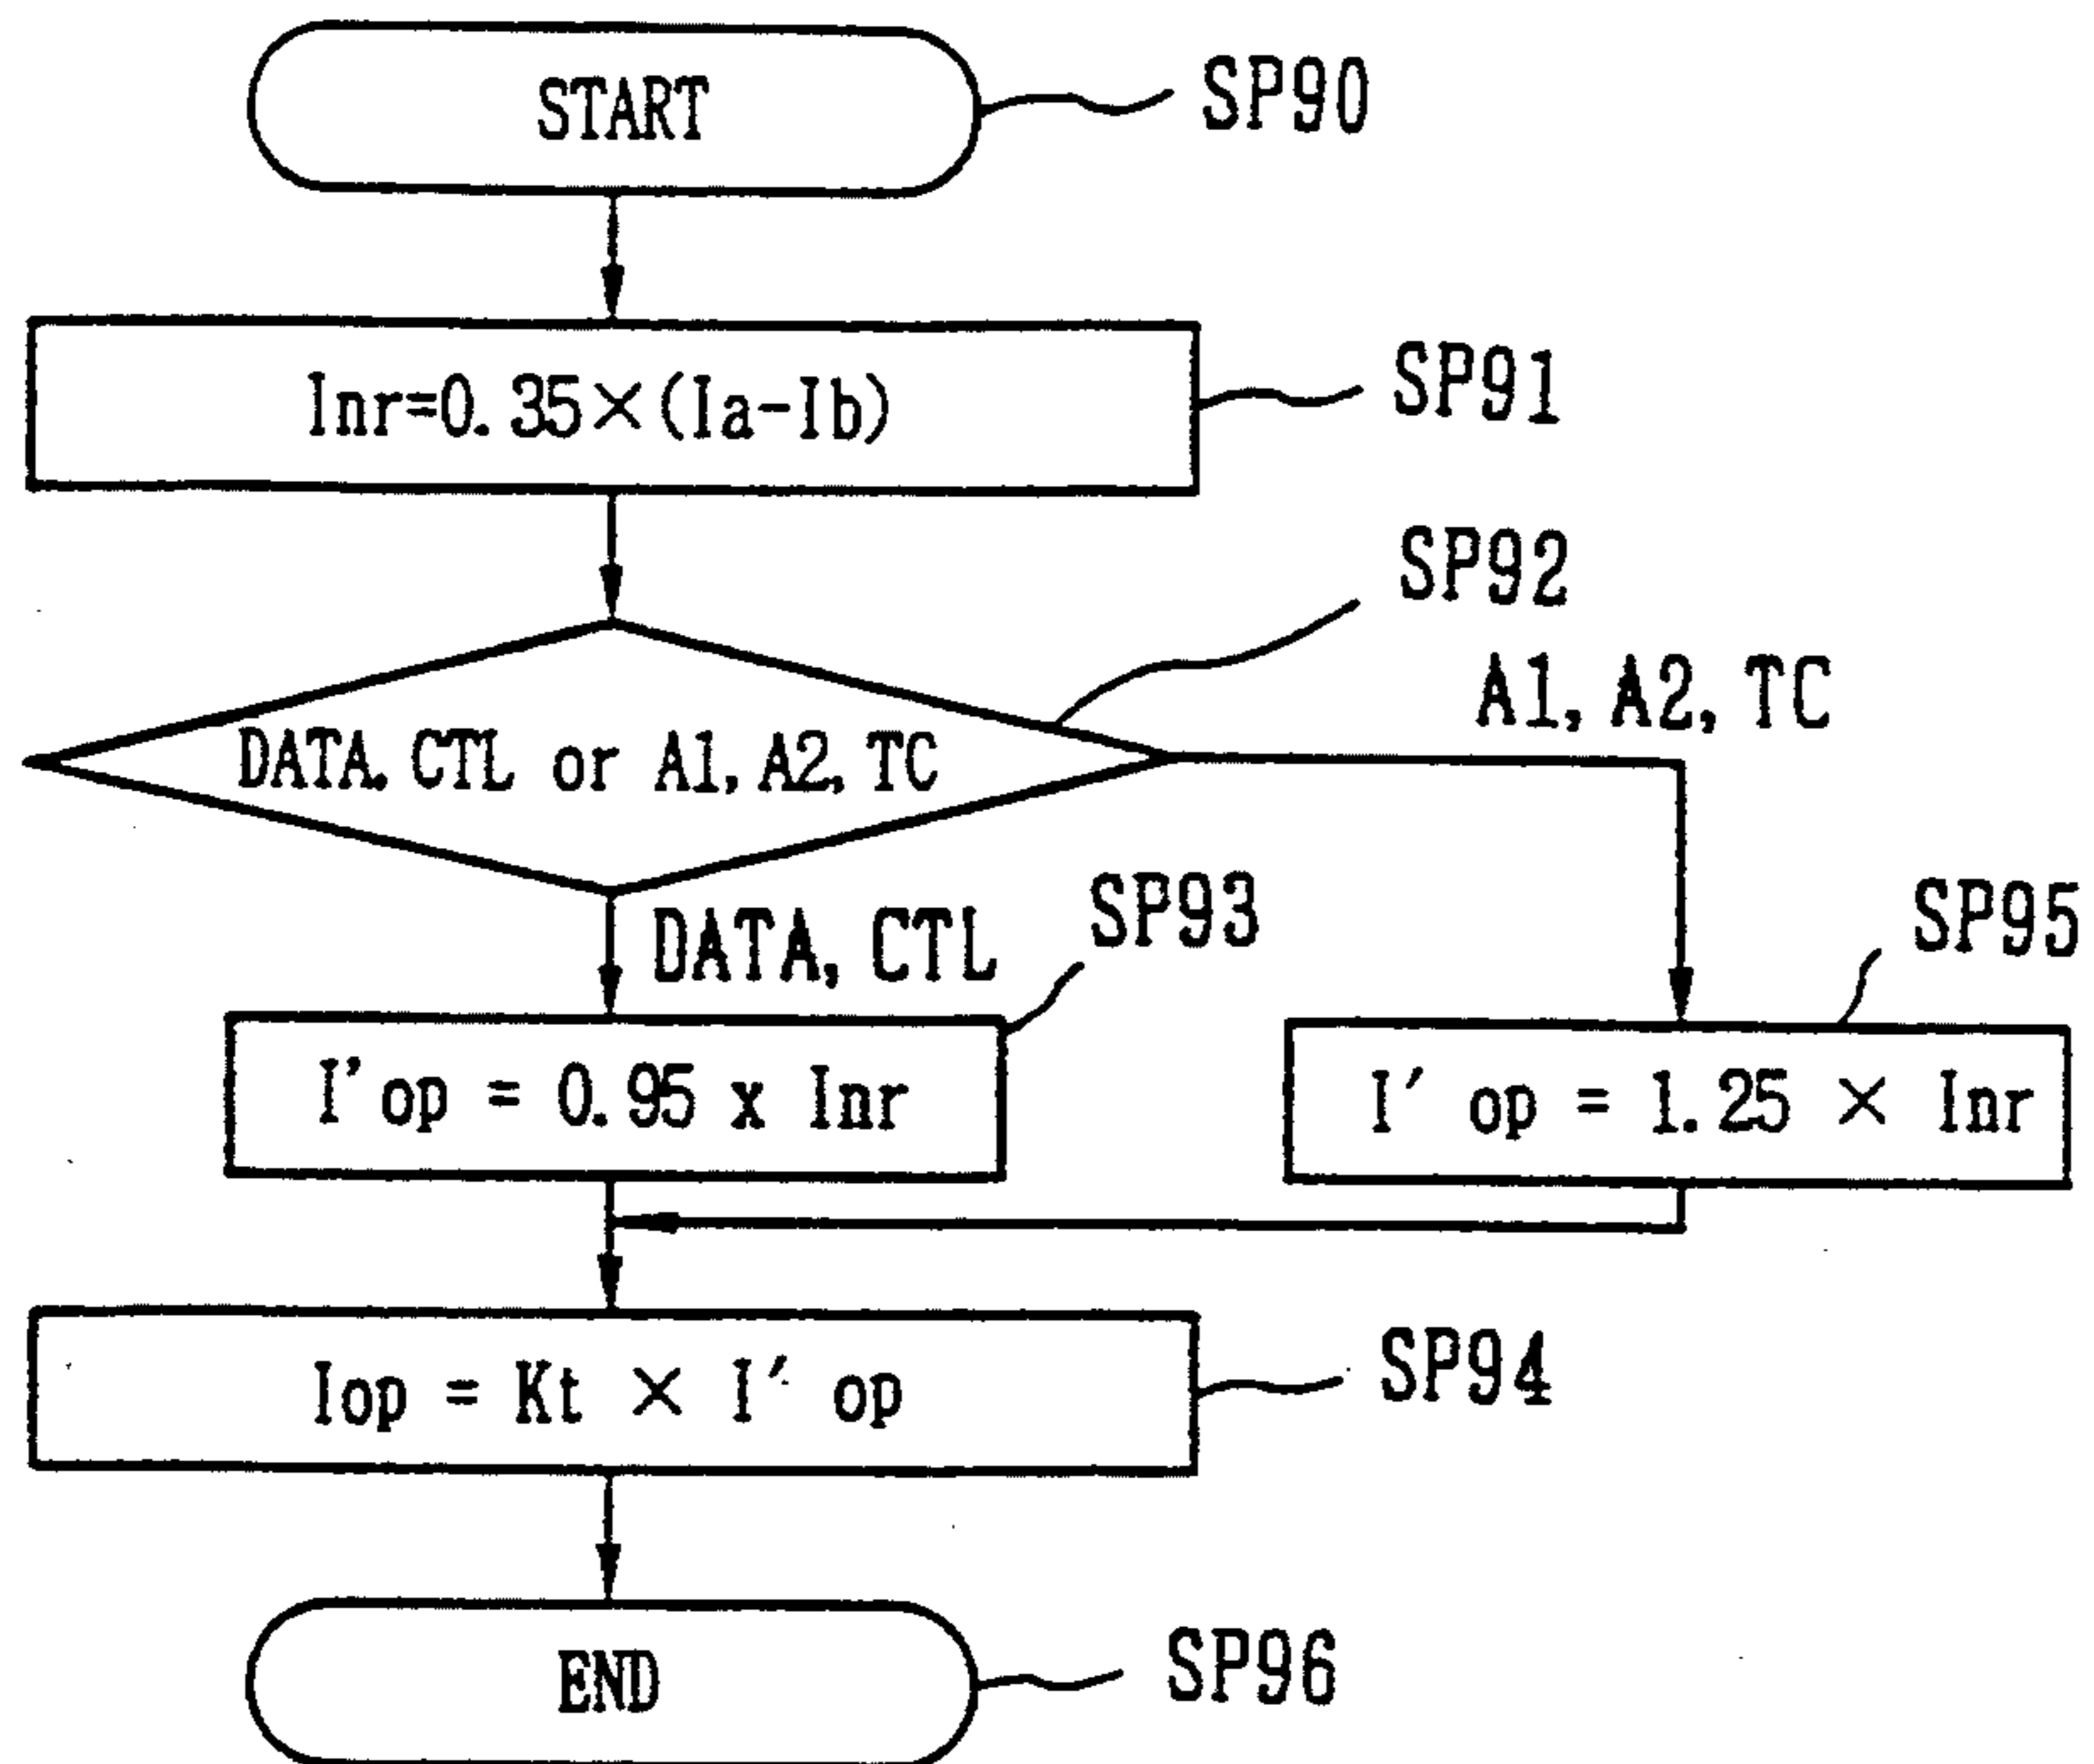 START
SP90
Inr=0.35×(Ia-Ib)
SP91
SP92
DATA, CTL or A1, A2, TC
A1, A2, TC
DATA, CTL
SP93
SP95
I'op = 0.95 x Inr
I' op = 1.25 × Inr
Iop = Kt × I' op
SP94
END
SP96